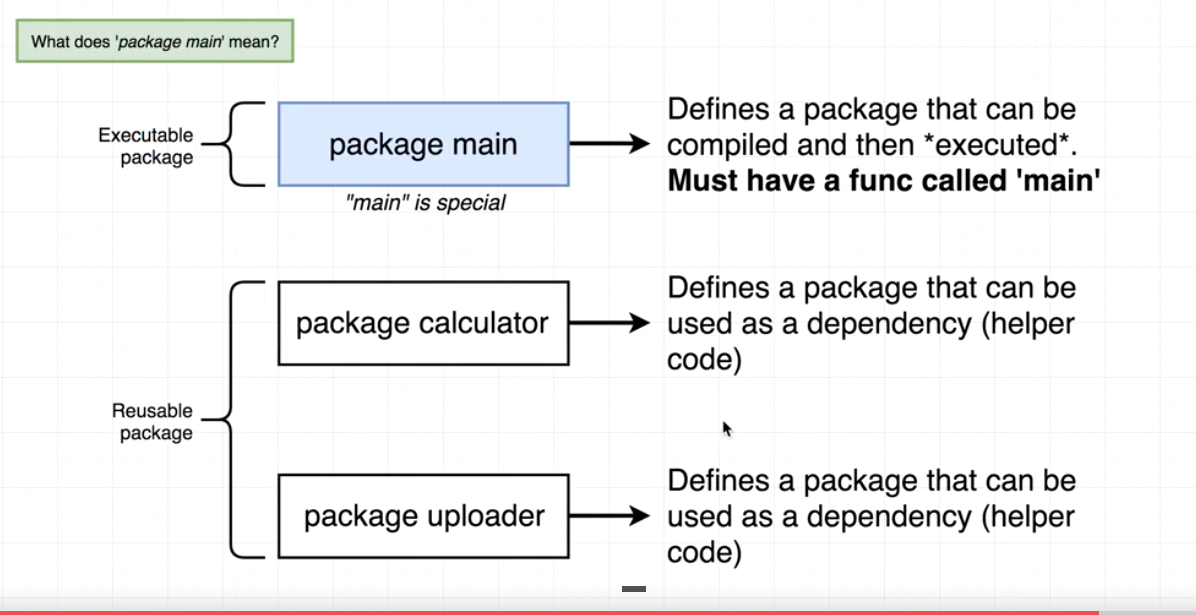 What does 'package main' mean?
Executable
package
package main
"main" is special
Defines a package that can be
compiled and then *executed*.
Must have a func called 'main'
Reusable
package
package calculator
Defines a package that can be
used as a dependency (helper
code)
package uploader
Defines a package that can be
used as a dependency (helper
code)